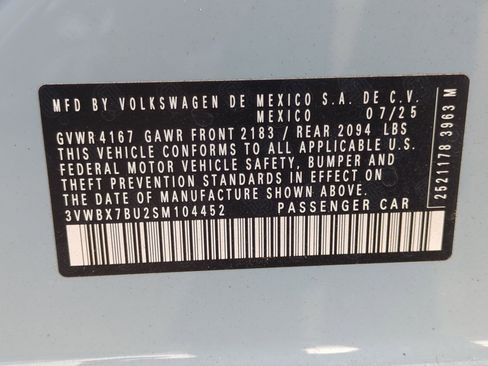 MFD BY VOLKSWAGEN DE MEXICO S.A. DE C.V.
MEXICO 07/25
GVWR 4167 GAWR FRONT 2183 / REAR 2094 LBS
THIS VEHICLE CONFORMS TO ALL APPLICABLE U.S.
FEDERAL MOTOR VEHICLE SAFETY, BUMPER AND
THEFT PREVENTION STANDARDS IN EFFECT ON
THE DATE OF MANUFACTURE SHOWN ABOVE.
3VWBX7BU2SM104452 PASSENGER CAR
2521178 3963 M